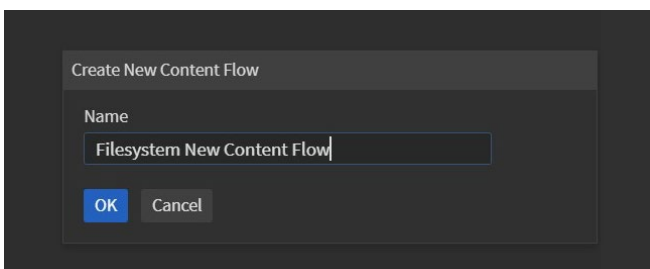 Create New Content Flow
Name
Filesystem New Content Flow
OK Cancel